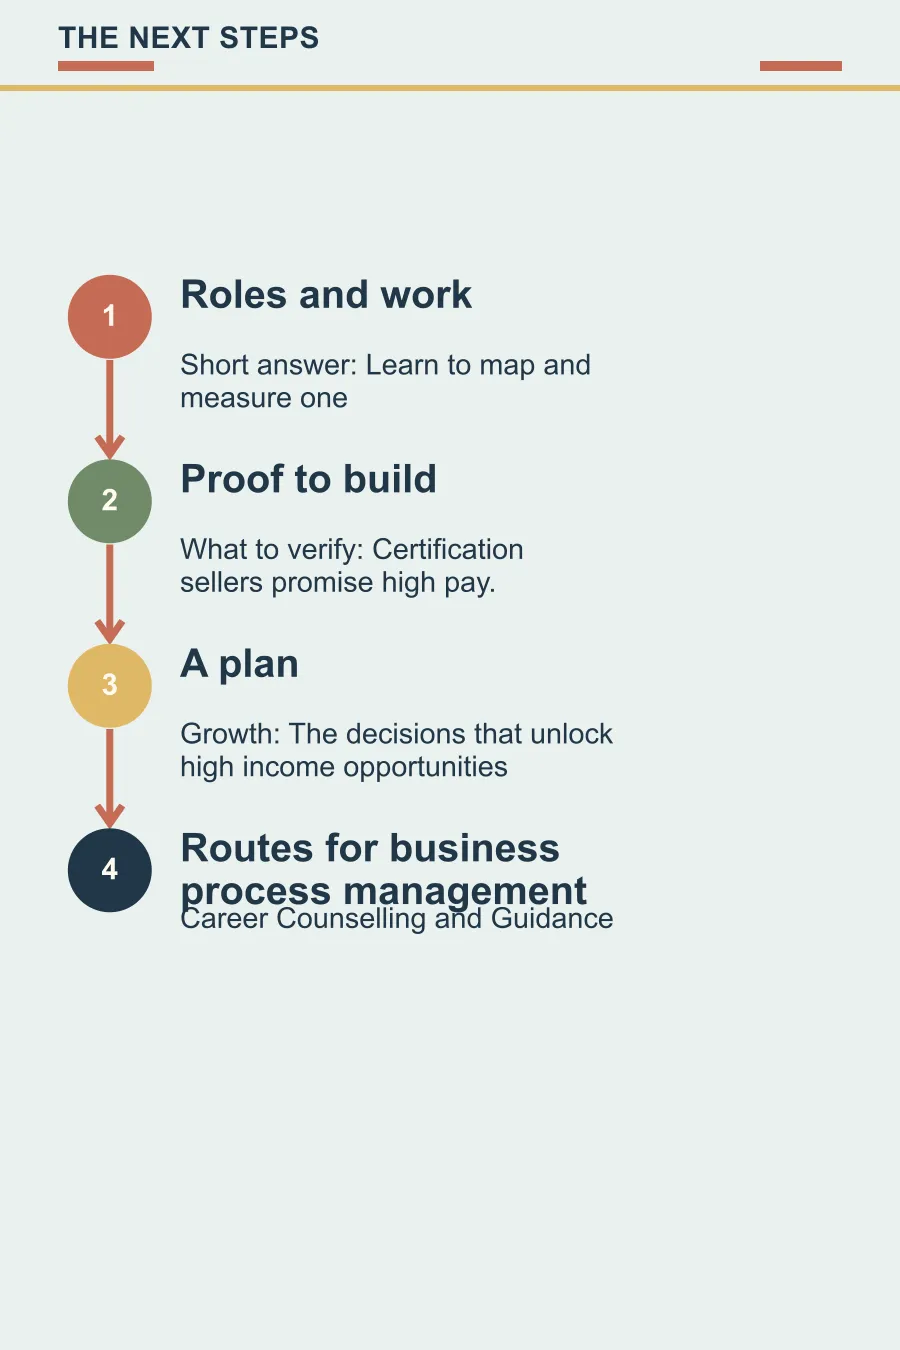 THE NEXT STEPS
1
Roles and work
Short answer: Learn to map and
measure one
2
Proof to build
What to verify: Certification
sellers promise high pay.
3
A plan
Growth: The decisions that unlock
high income opportunities
4
Routes for business
process management
Career Counselling and Guidance